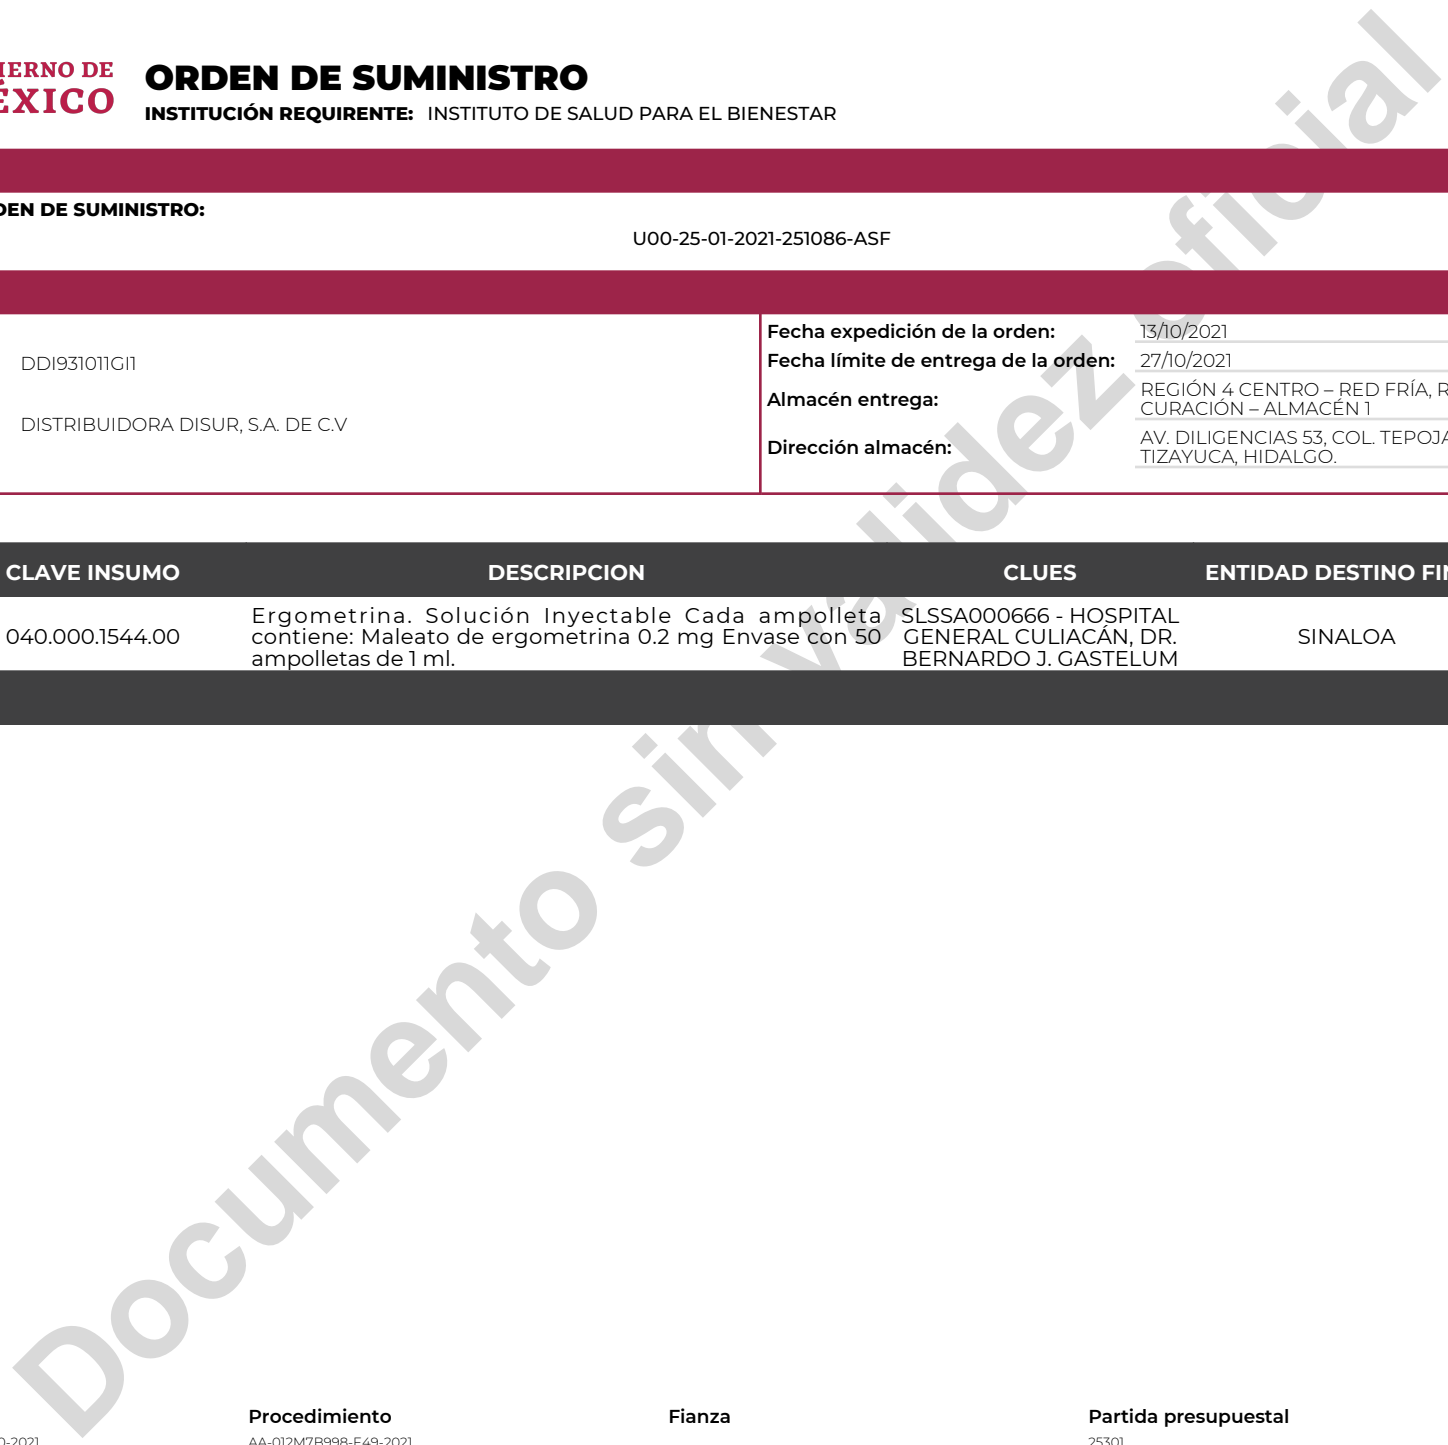 ORDEN DE SUMINISTRO
INSTITUCIÓN REQUIRENTE: INSTITUTO DE SALUD PARA EL BIENESTAR
IERNO DE
ÉXICO
DEN DE SUMINISTRO:
U00-25-01-2021-251086-ASF
DDI931011GI1
DISTRIBUIDORA DISUR, S.A. DE C.V
Fecha expedición de la orden: 13/10/2021
Fecha límite de entrega de la orden: 27/10/2021
Almacén entrega: REGIÓN 4 CENTRO – RED FRÍA, R
CURACIÓN – ALMACÉN 1
Dirección almacén: AV. DILIGENCIAS 53, COL. TEPOJA
TIZAYUCA, HIDALGO.
CLAVE INSUMO DESCRIPCION CLUES ENTIDAD DESTINO FIN
040.000.1544.00
Ergometrina. Solución Inyectable Cada ampolleta
contiene: Maleato de ergometrina 0.2 mg Envase con 50
ampolletas de 1 ml.
SLSSA000666 - HOSPITAL
GENERAL CULIACÁN, DR.
BERNARDO J. GASTELUM
SINALOA
Documento sin validez oficial
Procedimiento Fianza Partida presupuestal
0-2021 AA-012M7B998-E49-2021 25301